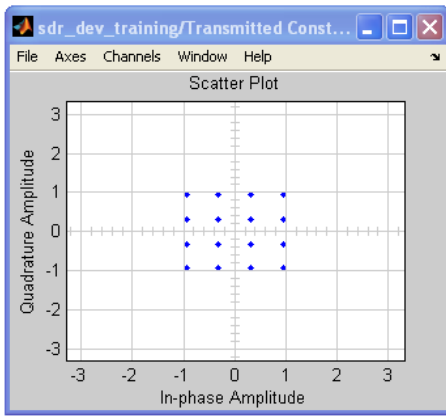 sdr_dev_training/Transmitted Const...
File Axes Channels Window Help
Scatter Plot
Quadrature Amplitude
3
2
1
0
-1
-2
-3
-3 -2 -1 0 1 2 3
In-phase Amplitude